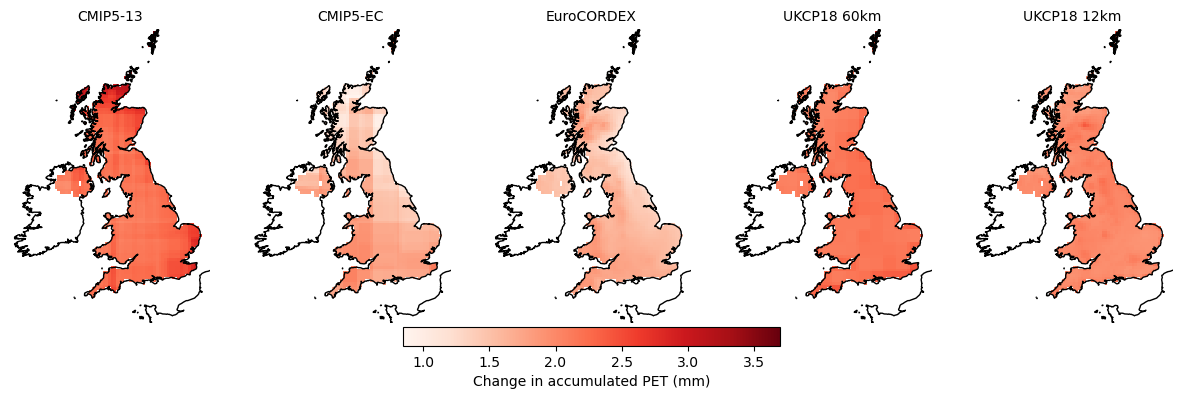 CMIP5-13 CMIP5-EC EuroCORDEX UKCP18 60km UKCP18 12km
1.0 1.5 2.0 2.5 3.0 3.5
Change in accumulated PET (mm)